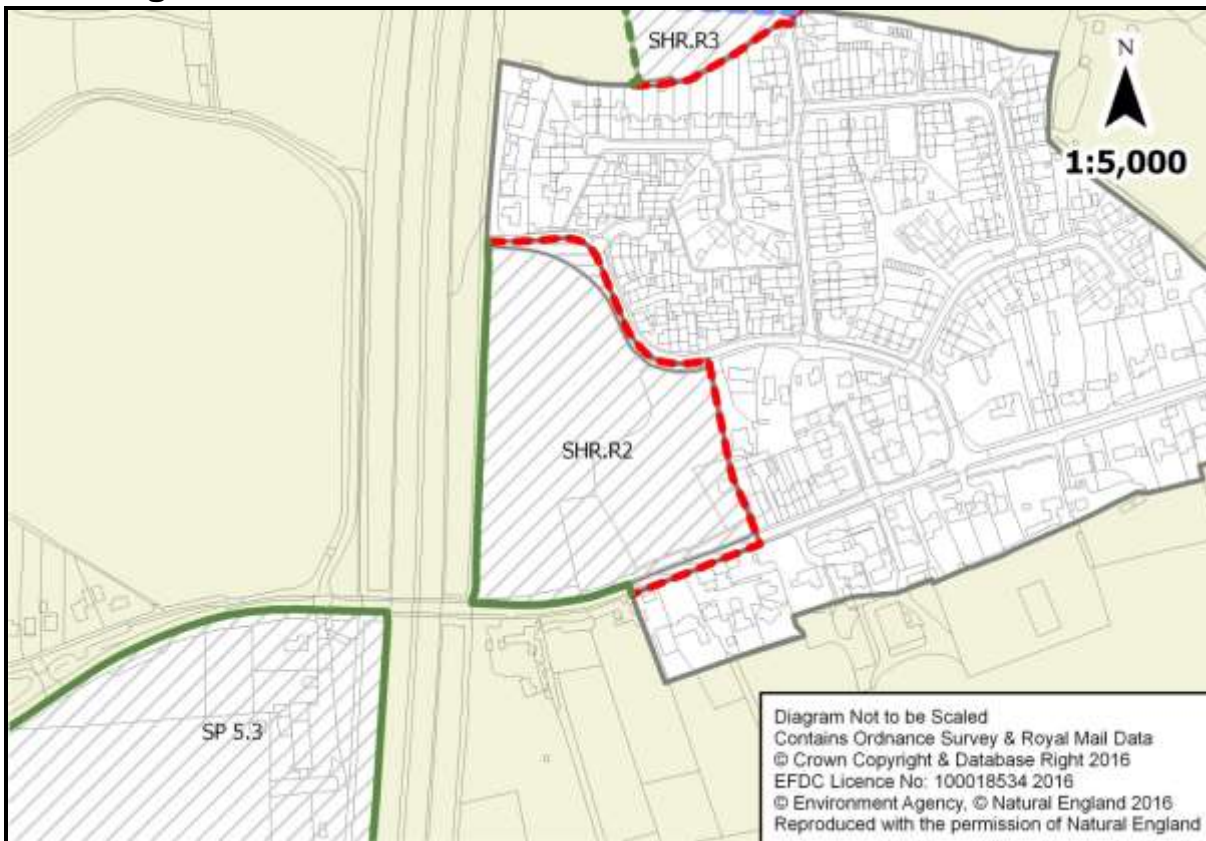 SHR.R3
N
1:5,000
SHR.R2
SP 5.3
Diagram Not to be Scaled
Contains Ordnance Survey & Royal Mail Data
© Crown Copyright & Database Right 2016
EFDC Licence No: 100018534 2016
© Environment Agency, © Natural England 2016
Reproduced with the permission of Natural England